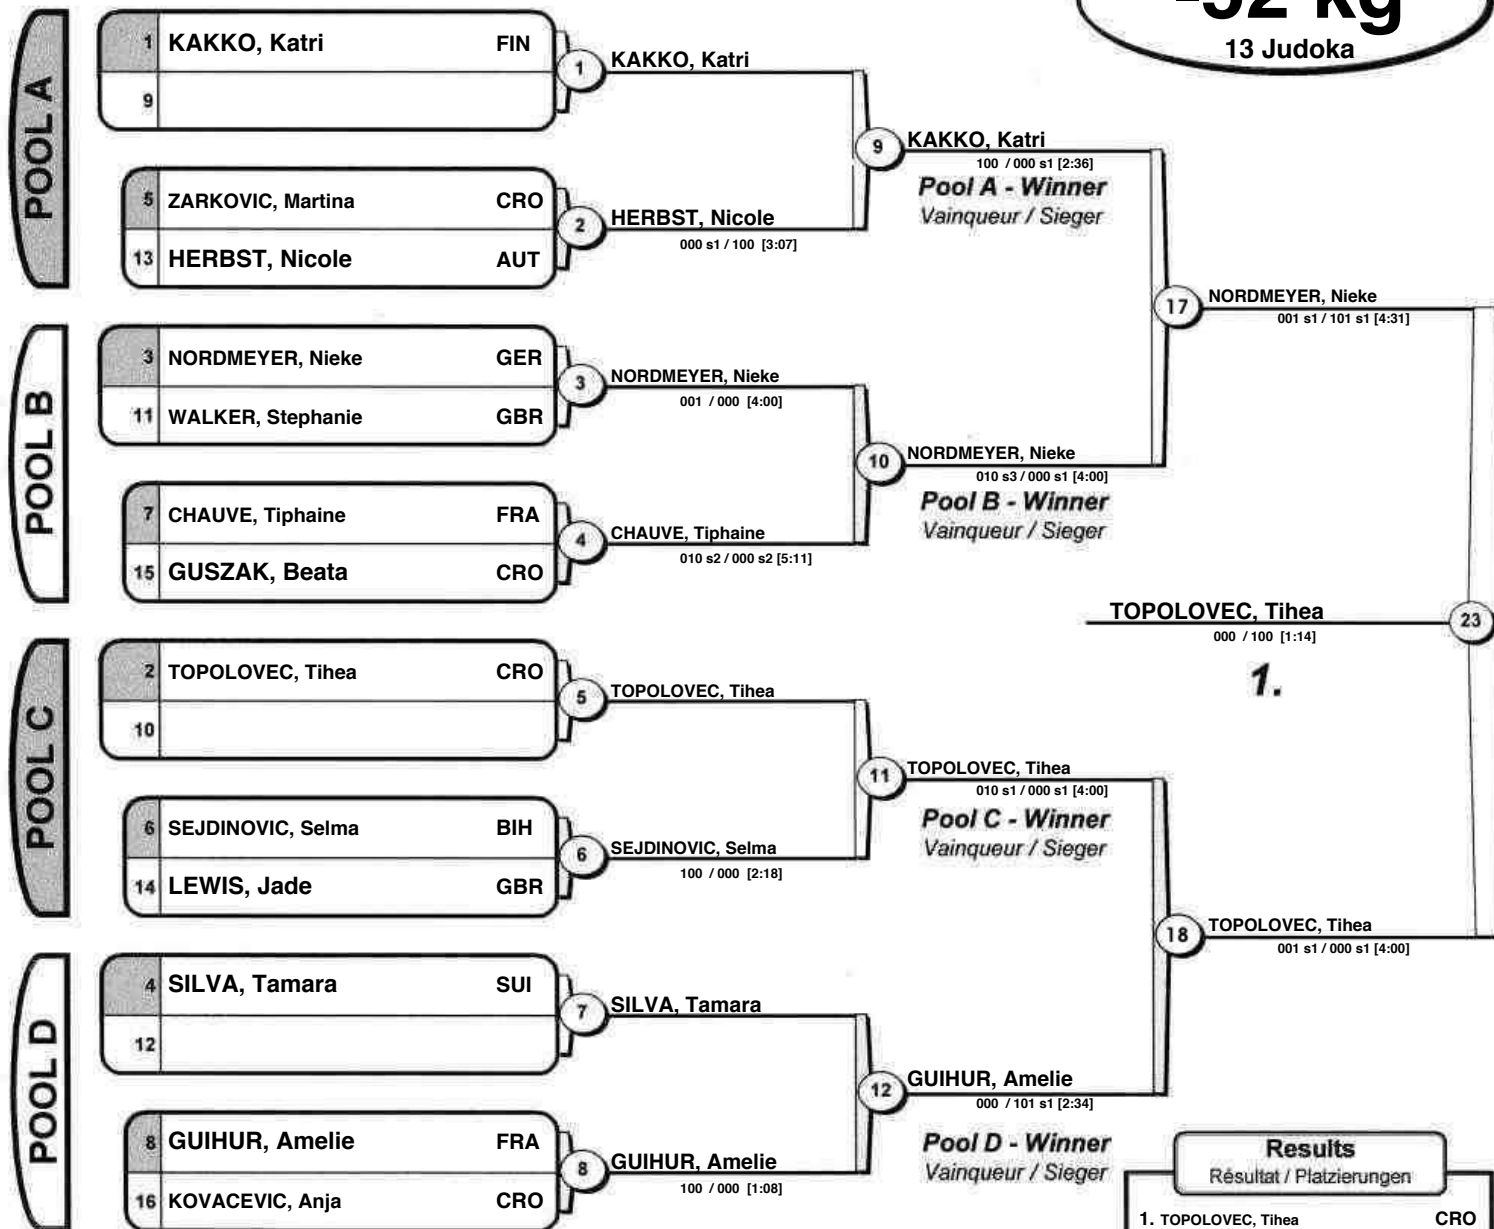 -52 kg
13 Judoka
POOL A
1 KAKKO, Katri FIN
9
1 KAKKO, Katri
5 ZARKOVIC, Martina CRO
13 HERBST, Nicole AUT
2 HERBST, Nicole
000 s1 / 100 [3:07]
9 KAKKO, Katri
100 / 000 s1 [2:36]
Pool A - Winner
Vainqueur / Sieger
POOL B
3 NORDMEYER, Nieke GER
11 WALKER, Stephanie GBR
3 NORDMEYER, Nieke
001 / 000 [4:00]
7 CHAUVE, Tiphaine FRA
15 GUSZAK, Beata CRO
4 CHAUVE, Tiphaine
010 s2 / 000 s2 [5:11]
10 NORDMEYER, Nieke
010 s3 / 000 s1 [4:00]
Pool B - Winner
Vainqueur / Sieger
17 NORDMEYER, Nieke
001 s1 / 101 s1 [4:31]
TOPOLOVEC, Tihea 23
000 / 100 [1:14]
1.
POOL C
2 TOPOLOVEC, Tihea CRO
10
5 TOPOLOVEC, Tihea
6 SEJDINOVIC, Selma BIH
14 LEWIS, Jade GBR
6 SEJDINOVIC, Selma
100 / 000 [2:18]
11 TOPOLOVEC, Tihea
010 s1 / 000 s1 [4:00]
Pool C - Winner
Vainqueur / Sieger
18 TOPOLOVEC, Tihea
001 s1 / 000 s1 [4:00]
POOL D
4 SILVA, Tamara SUI
12
7 SILVA, Tamara
8 GUIHUR, Amelie FRA
16 KOVACEVIC, Anja CRO
8 GUIHUR, Amelie
100 / 000 [1:08]
12 GUIHUR, Amelie
000 / 101 s1 [2:34]
Pool D - Winner
Vainqueur / Sieger
Results
Résultat / Platzierungen
1. TOPOLOVEC, Tihea CRO